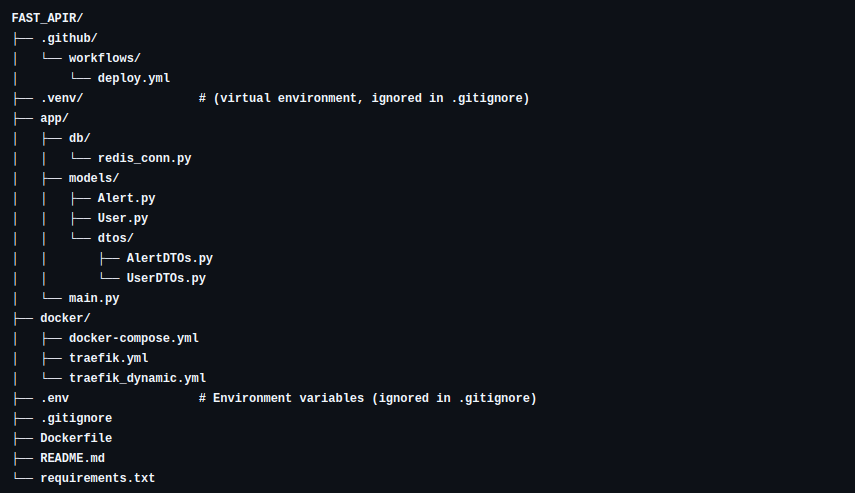 FAST_APIR/
├── .github/
│   └── workflows/
│       └── deploy.yml
├── .venv/                # (virtual environment, ignored in .gitignore)
├── app/
│   ├── db/
│   │   └── redis_conn.py
│   ├── models/
│   │   ├── Alert.py
│   │   ├── User.py
│   │   └── dtos/
│   │       ├── AlertDTOs.py
│   │       └── UserDTOs.py
│   └── main.py
├── docker/
│   ├── docker-compose.yml
│   ├── traefik.yml
│   └── traefik_dynamic.yml
├── .env                  # Environment variables (ignored in .gitignore)
├── .gitignore
├── Dockerfile
├── README.md
└── requirements.txt